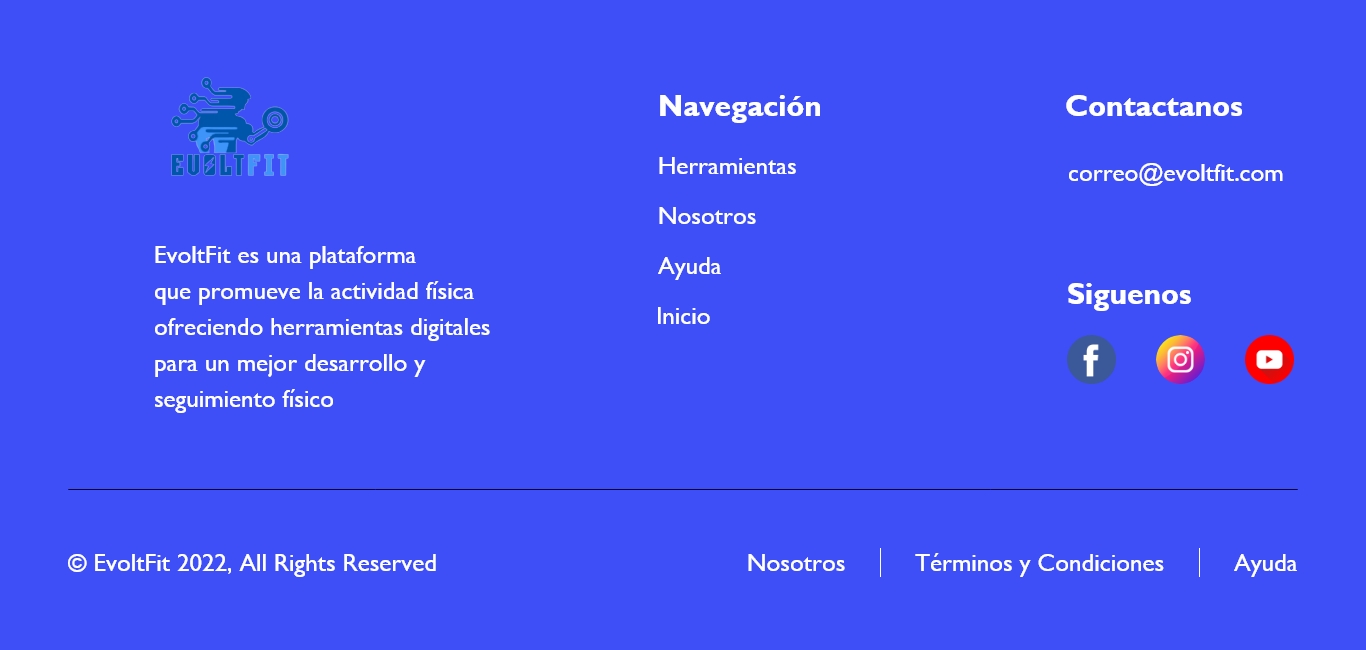 EVOLTFIT
EvoltFit es una plataforma
que promueve la actividad física
ofreciendo herramientas digitales
para un mejor desarrollo y
seguimiento físico
Navegación
Herramientas
Nosotros
Ayuda
Inicio
Contactanos
correo@evoltfit.com
Siguenos
© EvoltFit 2022, All Rights Reserved
Nosotros
Términos y Condiciones
Ayuda